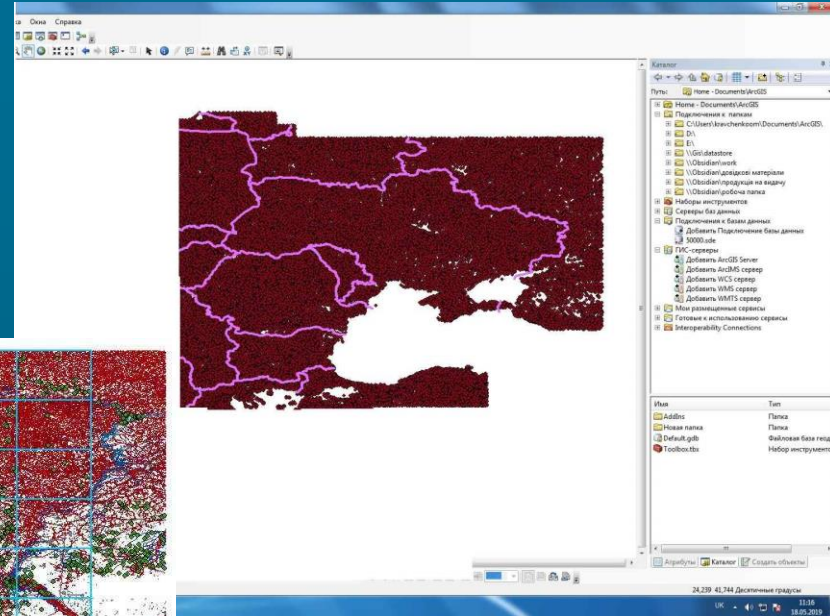 Окна Справка
Каталог
Путь: Home - Documents\ArcGIS
Home - Documents\ArcGIS
Подключения к папкам
C:\Users\kravchenkoom\Documents\ArcGIS\
D:\
E:\
\\Gis\datastore
\\Obsidian\work
\\Obsidian\довідкові матеріали
\\Obsidian\продукція на видачу
\\Obsidian\робоча папка
Наборы инструментов
Серверы баз данных
Подключения к базам данных
Добавить Подключение базы данных
50000.sde
ГИС-серверы
Добавить ArcGIS Server
Добавить ArcIMS сервер
Добавить WCS сервер
Добавить WMS сервер
Добавить WMTS сервер
Мои размещенные сервисы
Готовые к использованию сервисы
Interoperability Connections
Имя Тип
AddIns Папка
Новая папка Папка
Default.gdb Файловая база геод
Toolbox.tbx Набор инструменто
Атрибуты Каталог Создать объекты
24,239 41,744 Десятичные градусы
UK 11:16
18.05.2019